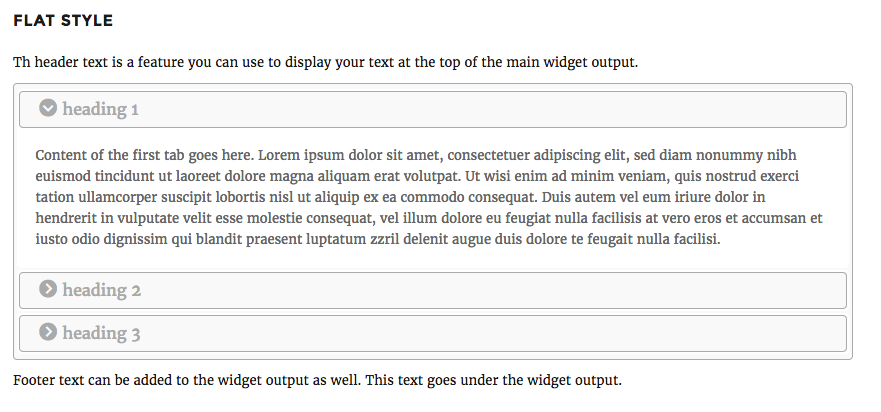 FLAT STYLE
Th header text is a feature you can use to display your text at the top of the main widget output.
heading 1
Content of the first tab goes here. Lorem ipsum dolor sit amet, consectetuer adipiscing elit, sed diam nonummy nibh
euismod tincidunt ut laoreet dolore magna aliquam erat volutpat. Ut wisi enim ad minim veniam, quis nostrud exerci
tation ullamcorper suscipit lobortis nisl ut aliquip ex ea commodo consequat. Duis autem vel eum iriure dolor in
hendrerit in vulputate velit esse molestie consequat, vel illum dolore eu feugiat nulla facilisis at vero eros et accumsan et
iusto odio dignissim qui blandit praesent luptatum zzril delenit augue duis dolore te feugait nulla facilisi.
heading 2
heading 3
Footer text can be added to the widget output as well. This text goes under the widget output.